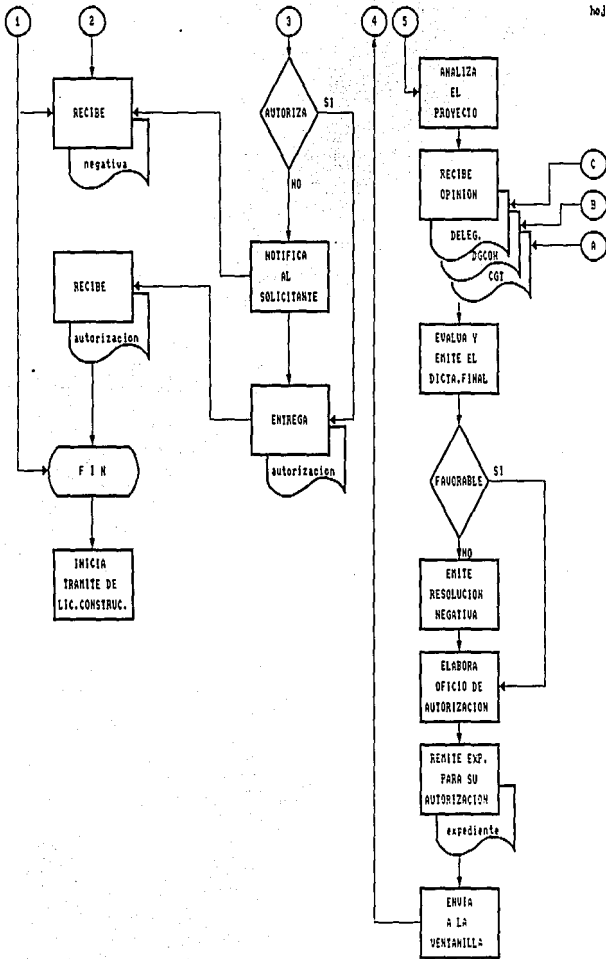 1
2
3
4
5
hoj
RECIBE
negativa
RECIBE
autorizacion
F I N
INICIA
TRAMITE DE
LIC.CONSTRUC.
AUTORIZA
SI
NO
NOTIFICA
AL
SOLICITANTE
ENTREGA
autorizacion
ANALIZA
EL
PROYECTO
RECIBE
OPINION
DELEG.
DGCOH
CGT
C
B
A
EVALUA Y
EMITE EL
DICTA.FINAL
FAVORABLE
SI
NO
EMITE
RESOLUCION
NEGATIVA
ELABORA
OFICIO DE
AUTORIZACION
REMITE EXP.
PARA SU
AUTORIZACION
expediente
ENVIA
A LA
VENTANILLA